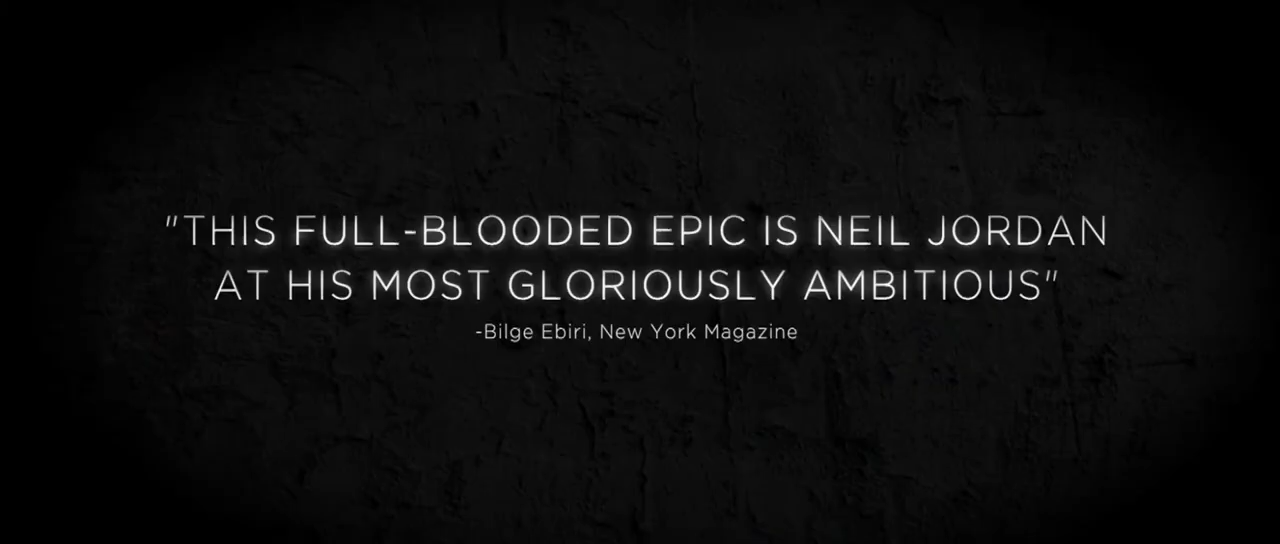 "THIS FULL-BLOODED EPIC IS NEIL JORDAN
AT HIS MOST GLORIOUSLY AMBITIOUS"
-Bilge Ebiri, New York Magazine